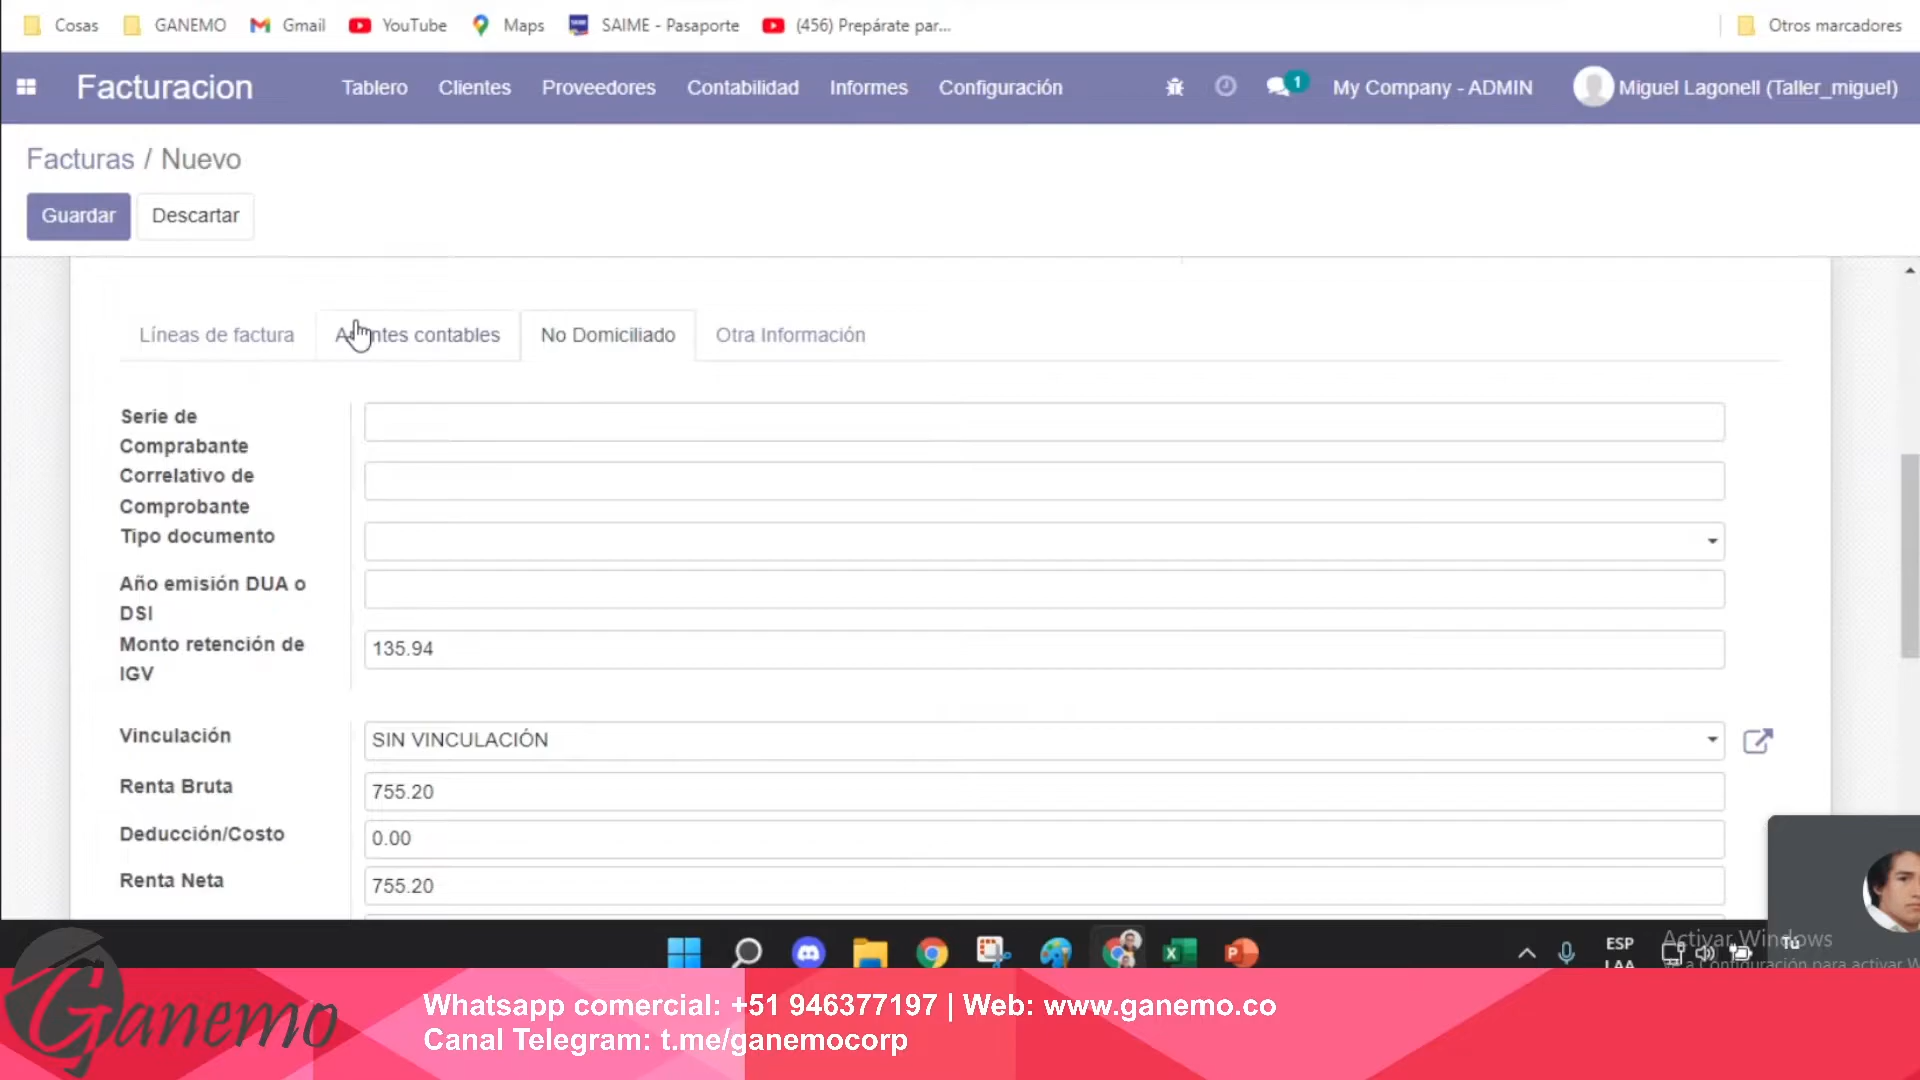 Cosas GANEMO Gmail YouTube Maps SAIME - Pasaporte (456) Prepárate par... Otros marcadores
Facturacion Tablero Clientes Proveedores Contabilidad Informes Configuración 1 My Company - ADMIN Miguel Lagonell (Taller_miguel)
Facturas / Nuevo
Guardar Descartar
Líneas de factura Asientos contables No Domiciliado Otra Información
Serie de
Comprabante
Correlativo de
Comprobante
Tipo documento
Año emisión DUA o
DSI
Monto retención de
IGV
135.94
Vinculación SIN VINCULACIÓN
Renta Bruta 755.20
Deducción/Costo 0.00
Renta Neta 755.20
ESP
LAA
Activar Windows
Tú
Ganemo
Whatsapp comercial: +51 946377197 | Web: www.ganemo.co
Canal Telegram: t.me/ganemocorp